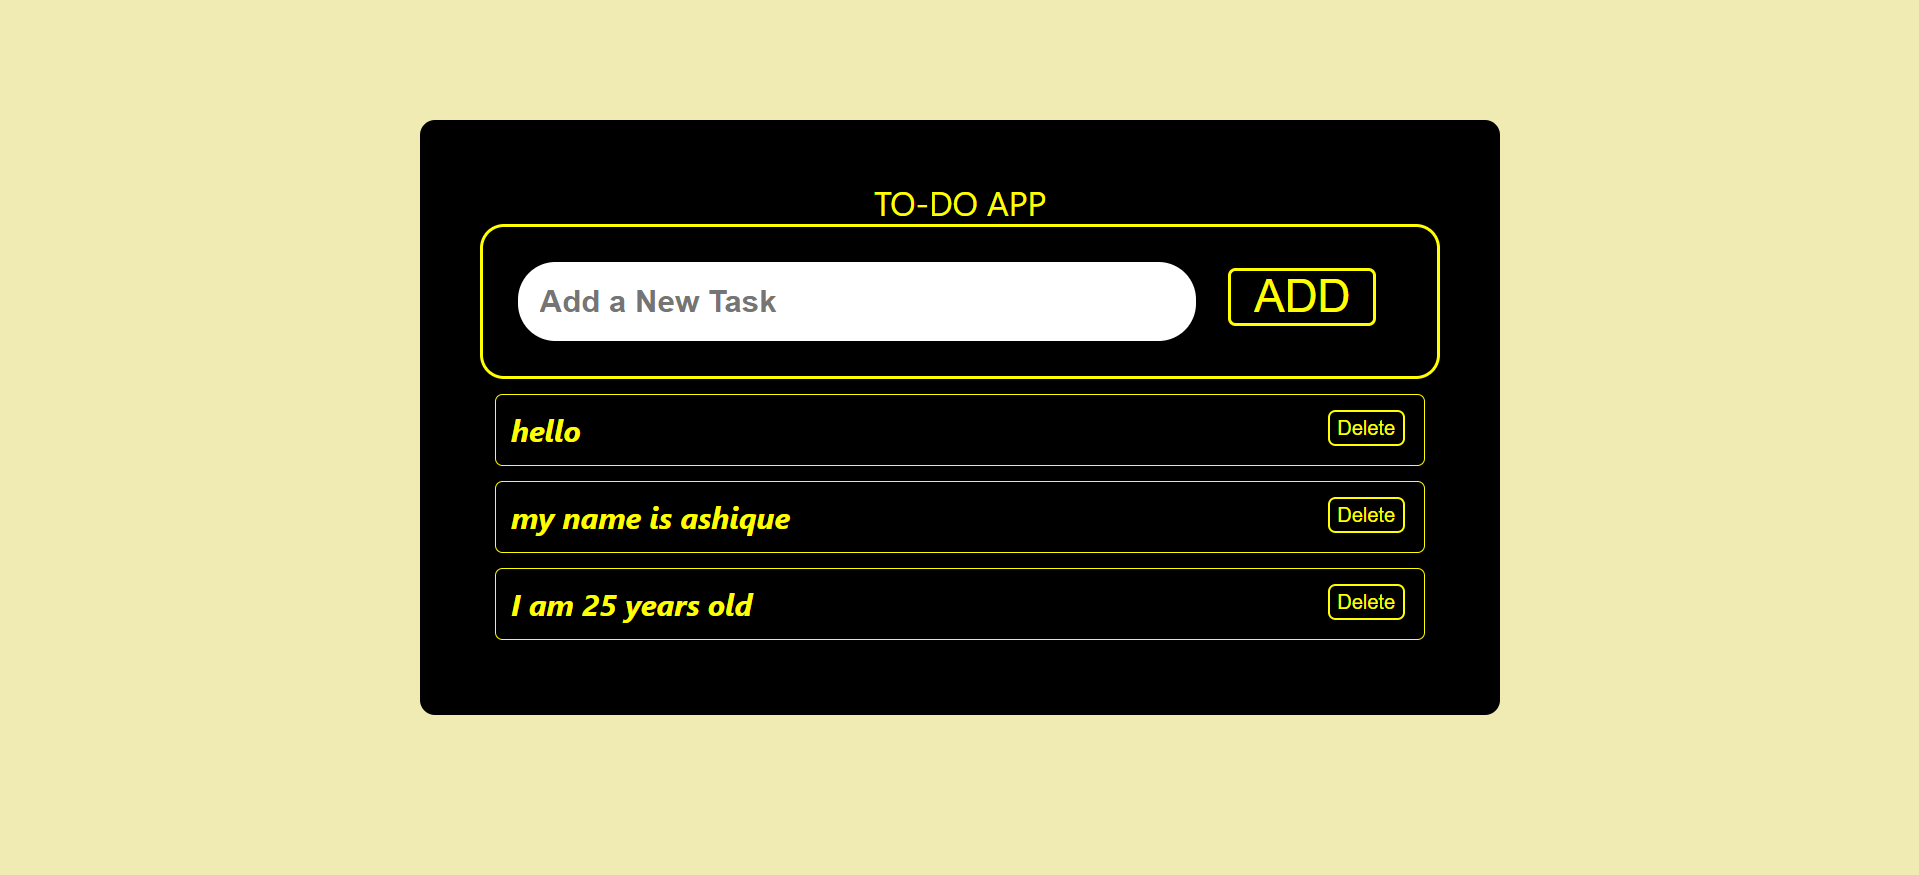 TO-DO APP
Add a New Task
ADD
hello
Delete
my name is ashique
Delete
I am 25 years old
Delete